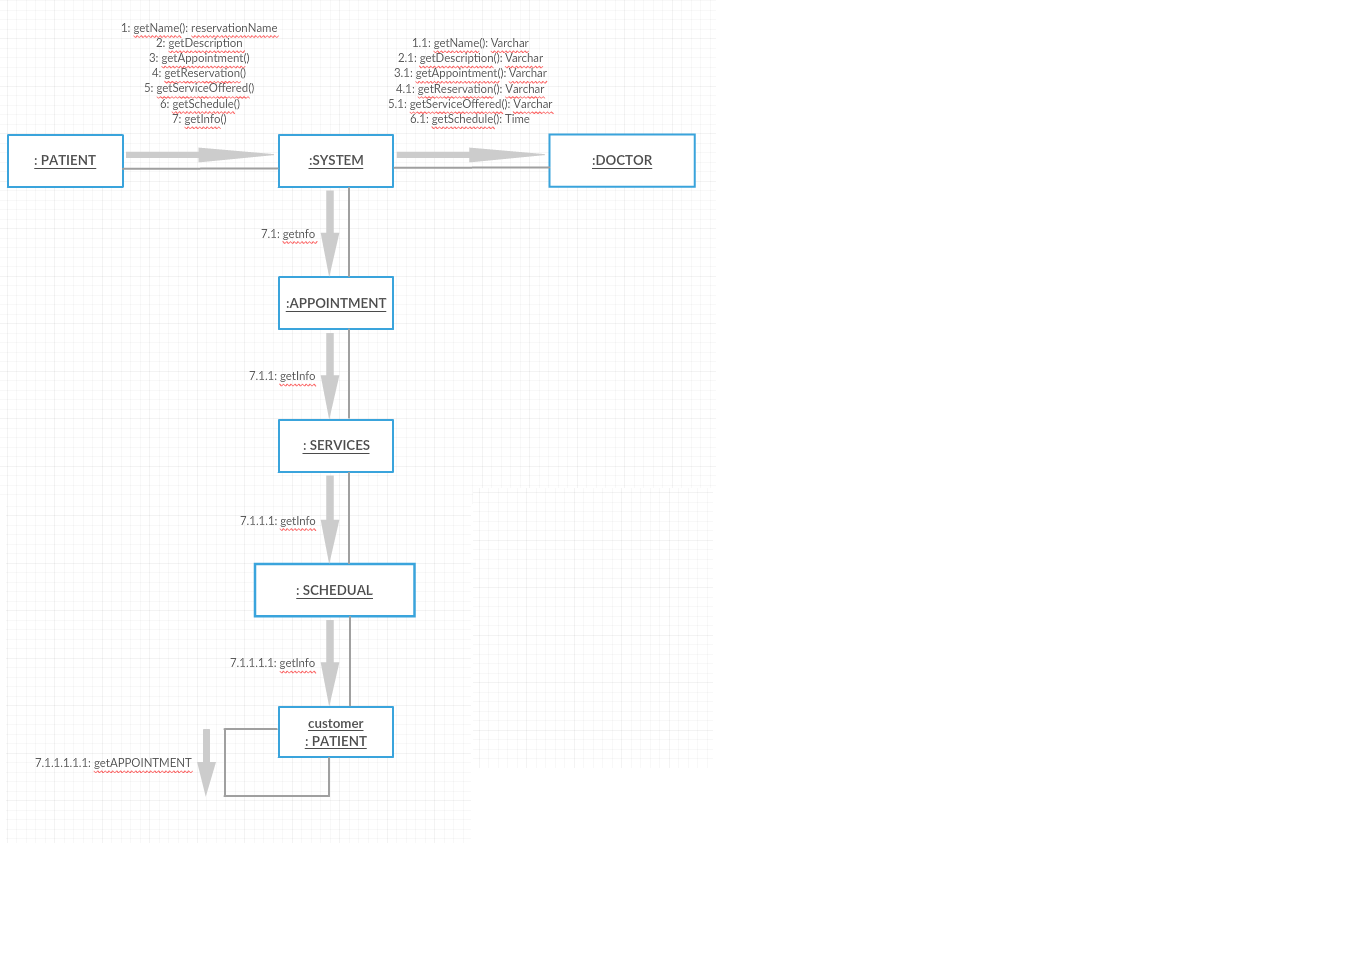 1: getName(): reservationName
2: getDescription
3: getAppointment()
4: getReservation()
5: getServiceOffered()
6: getSchedule()
7: getInfo()
1.1: getName(): Varchar
2.1: getDescription(): Varchar
3.1: getAppointment(): Varchar
4.1: getReservation(): Varchar
5.1: getServiceOffered(): Varchar
6.1: getSchedule(): Time
: PATIENT
:SYSTEM
:DOCTOR
7.1: getnfo
:APPOINTMENT
7.1.1: getInfo
: SERVICES
7.1.1.1: getInfo
: SCHEDUAL
7.1.1.1.1: getInfo
customer
: PATIENT
7.1.1.1.1.1: getAPPOINTMENT